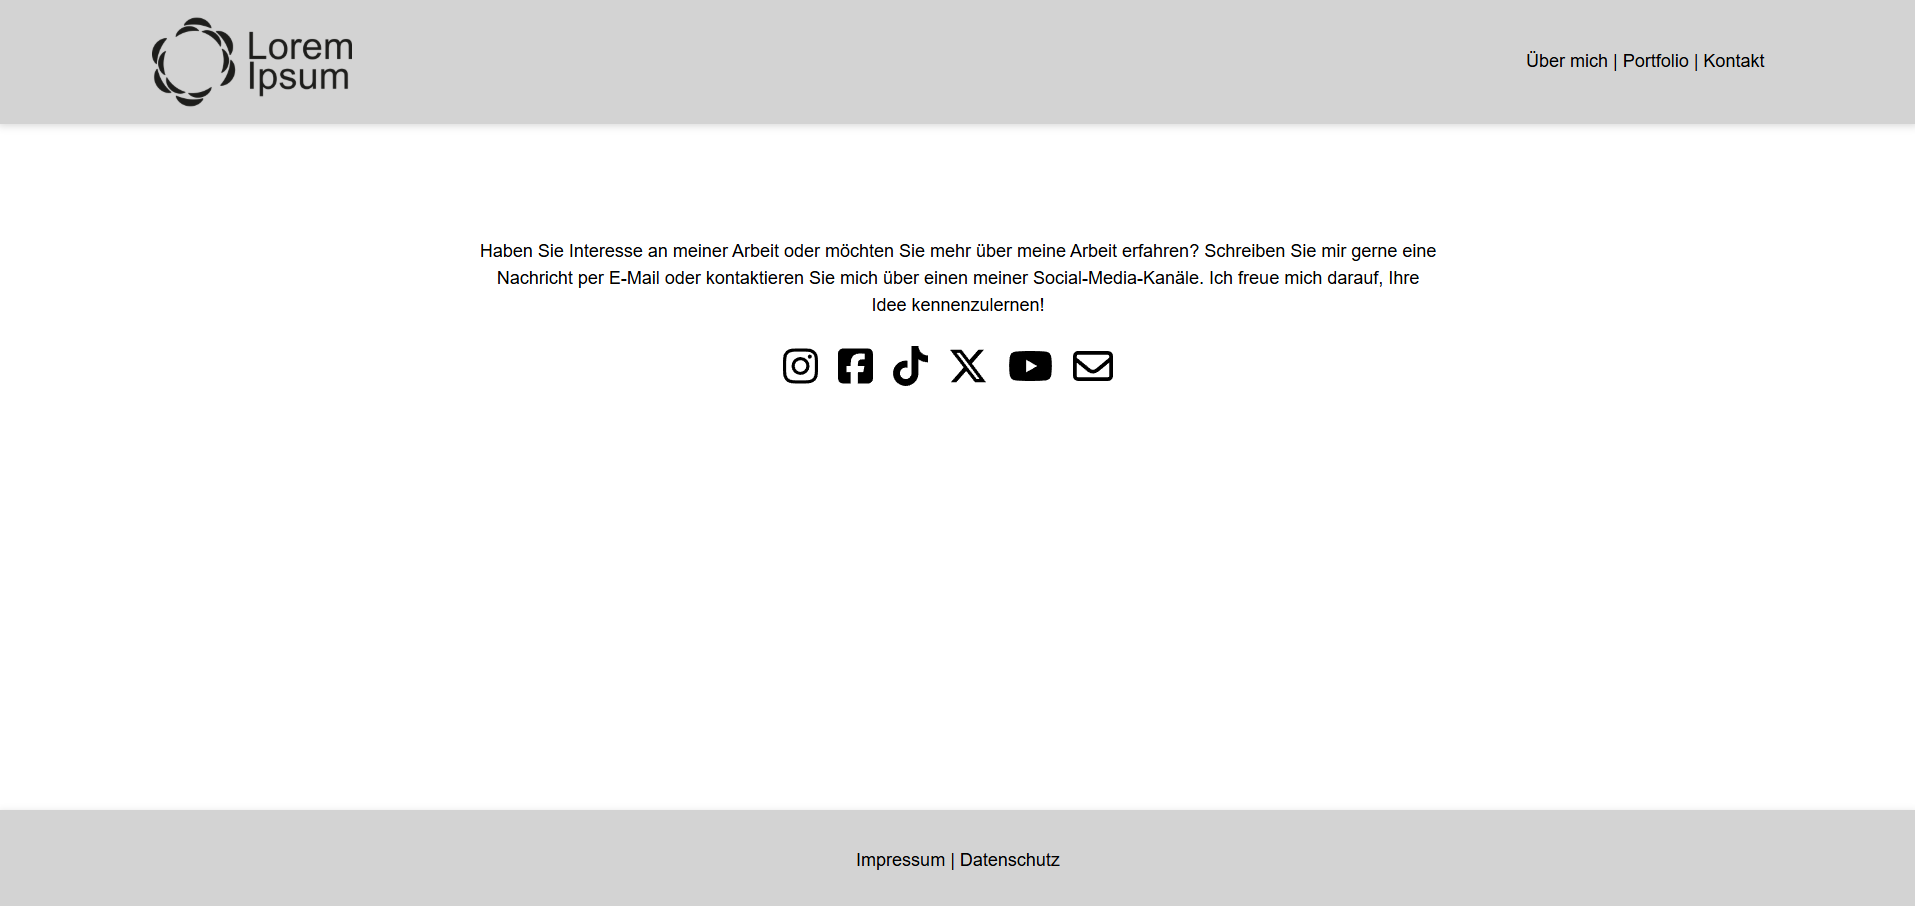 Lorem
Ipsum
Über mich | Portfolio | Kontakt
Haben Sie Interesse an meiner Arbeit oder möchten Sie mehr über meine Arbeit erfahren? Schreiben Sie mir gerne eine
Nachricht per E-Mail oder kontaktieren Sie mich über einen meiner Social-Media-Kanäle. Ich freue mich darauf, Ihre
Idee kennenzulernen!
Impressum | Datenschutz